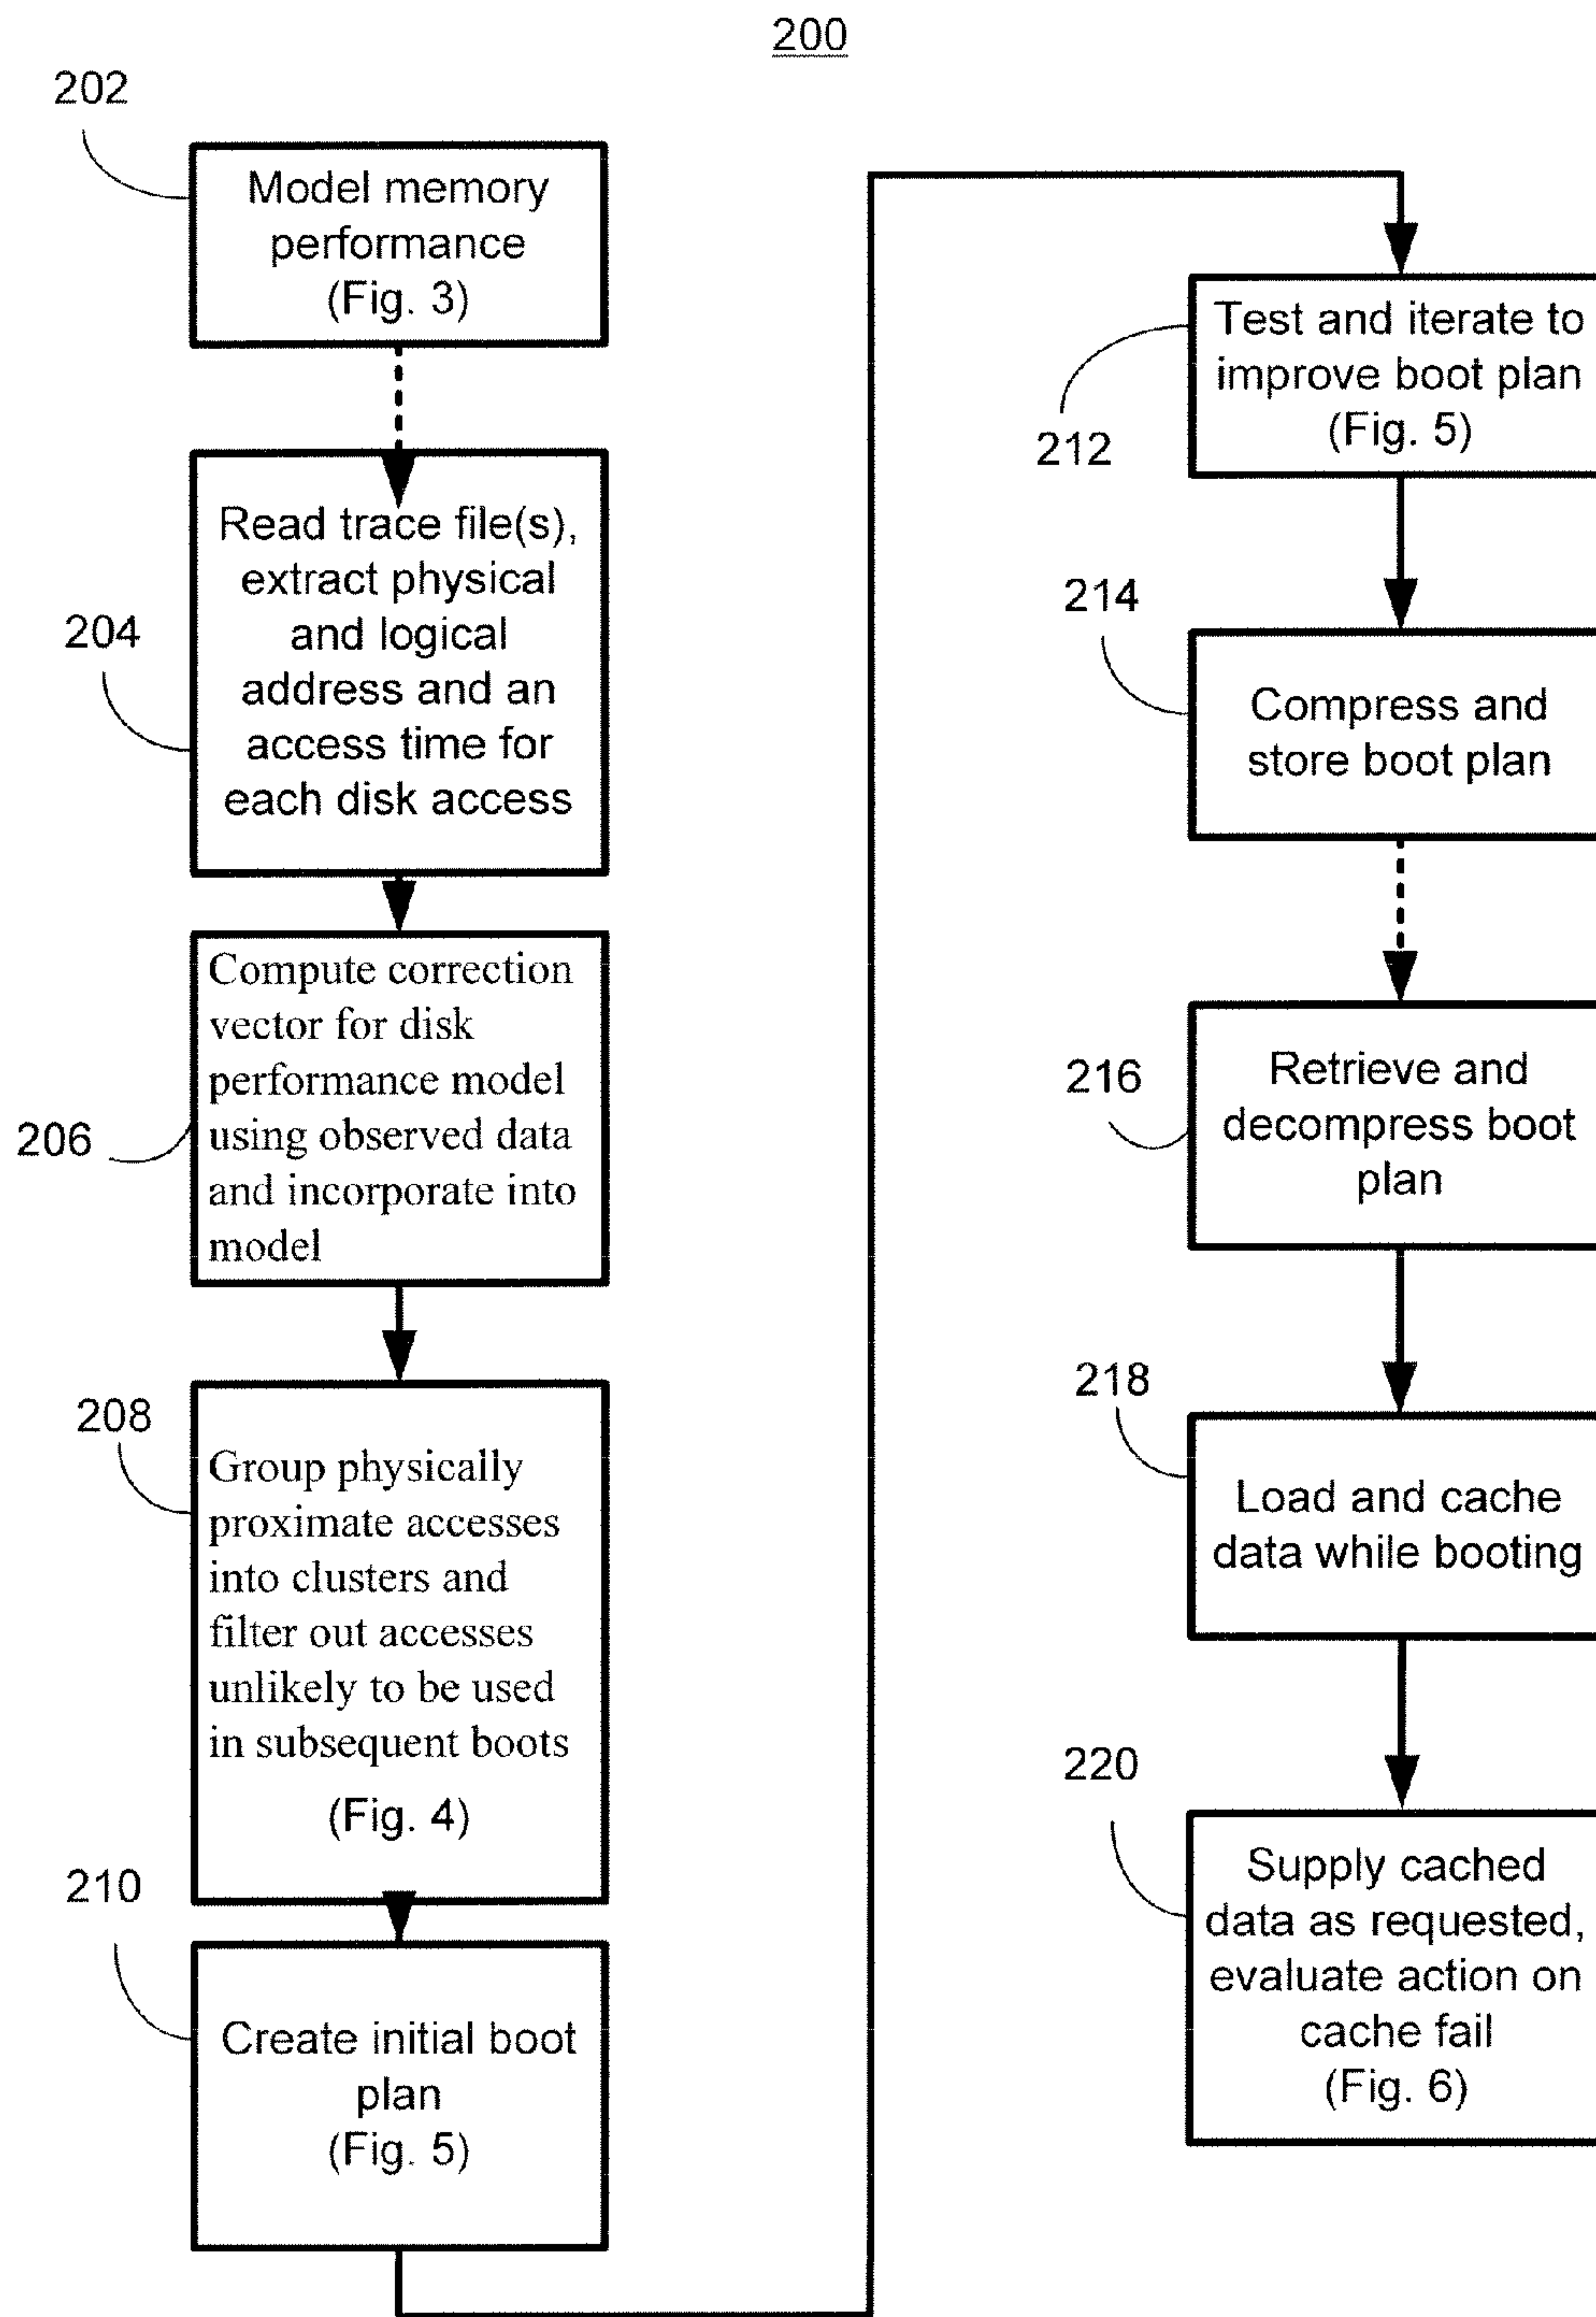 200
202
Model memory
performance
(Fig. 3)
204
Read trace file(s),
extract physical
and logical
address and an
access time for
each disk access
206
Compute correction
vector for disk
performance model
using observed data
and incorporate into
model
208
Group physically
proximate accesses
into clusters and
filter out accesses
unlikely to be used
in subsequent boots
(Fig. 4)
210
Create initial boot
plan
(Fig. 5)
212
Test and iterate to
improve boot plan
(Fig. 5)
214
Compress and
store boot plan
216
Retrieve and
decompress boot
plan
218
Load and cache
data while booting
220
Supply cached
data as requested,
evaluate action on
cache fail
(Fig. 6)